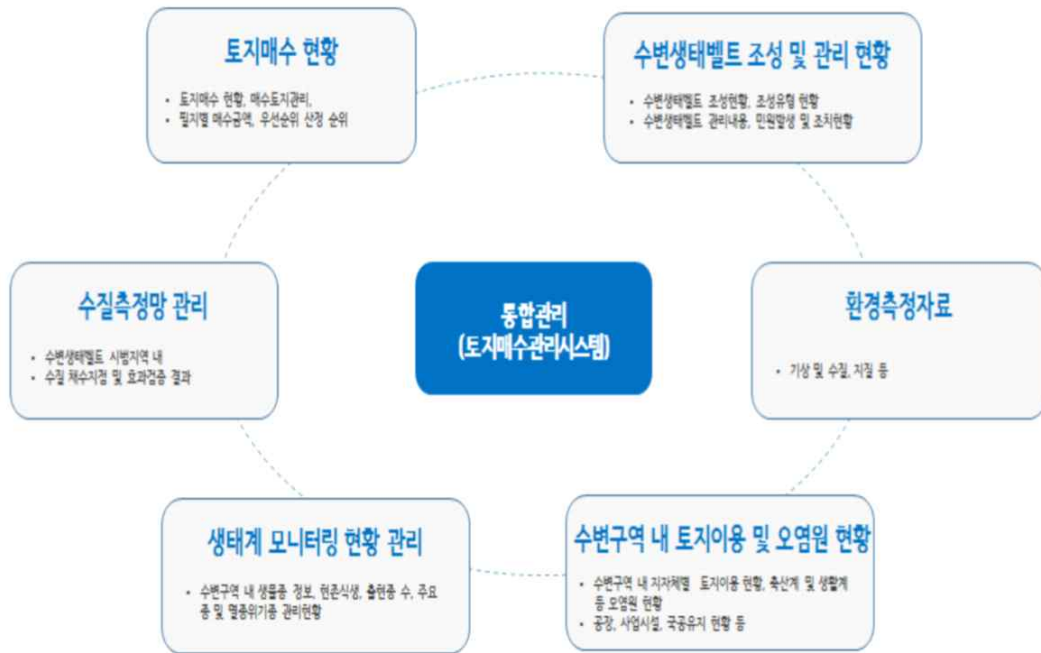 토지매수 현황
• 토지매수 현황, 매수토지관리,
• 필지별 매수금액, 우선순위 산정 순위
수변생태벨트 조성 및 관리 현황
• 수변생태벨트 조성현황, 조성유형 현황
• 수변생태벨트 관리내용, 민원발생 및 조치현황
수질측정망 관리
• 수변생태벨트 시범지역 내
• 수질 채수지점 및 효과검증 결과
통합관리
(토지매수관리시스템)
환경측정자료
• 기상 및 수질, 지질 등
생태계 모니터링 현황 관리
• 수변구역 내 생물종 정보, 현존식생, 출현종 수, 주요
종 및 멸종위기종 관리현황
수변구역 내 토지이용 및 오염원 현황
• 수변구역 내 지자체별 토지이용 현황, 축산계 및 생활계
등 오염원 현황
• 공장, 사업시설, 국공유지 현황 등